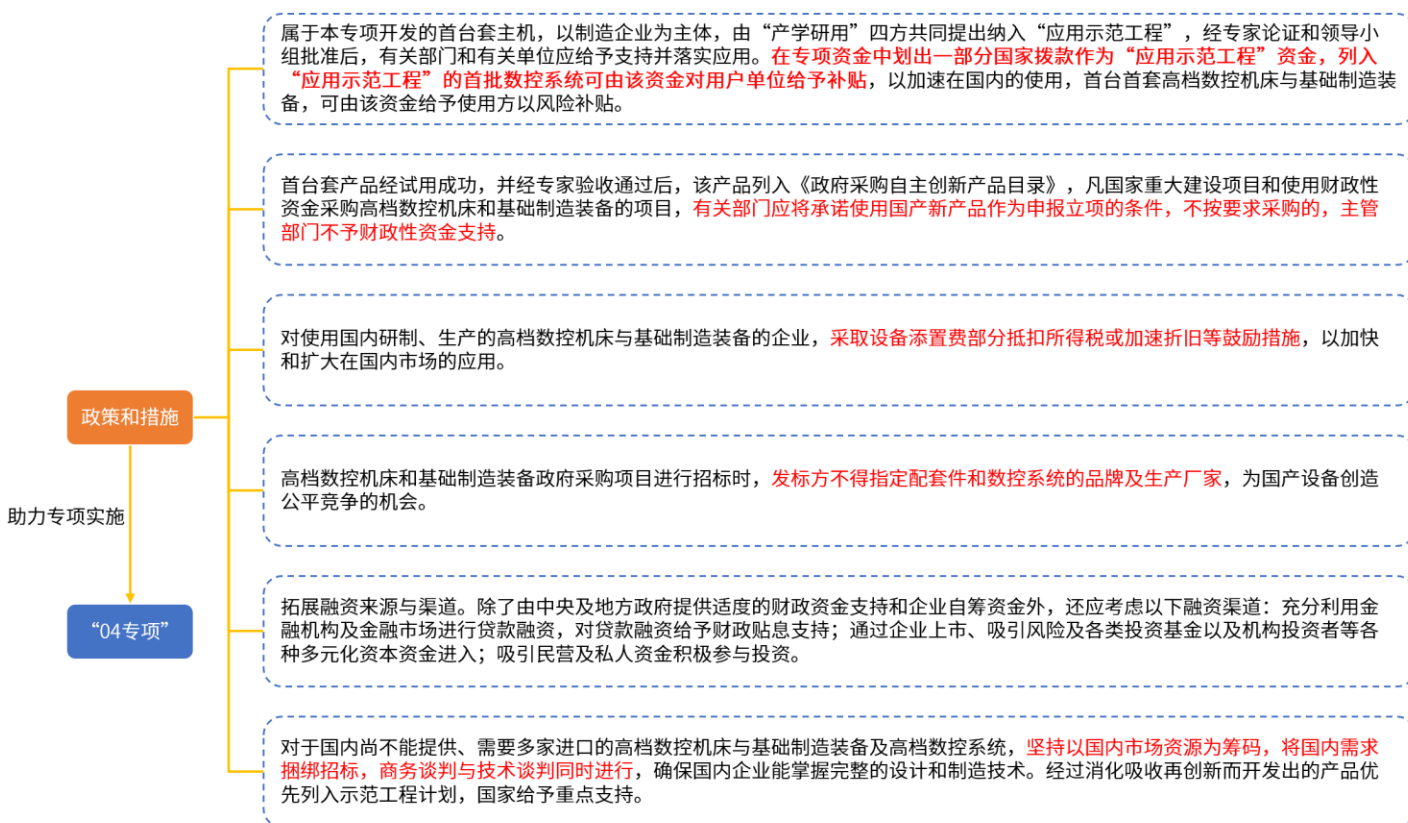 属于本专项开发的首台套主机，以制造企业为主体，由“产学研用”四方共同提出纳入“应用示范工程”，经专家论证和领导小
组批准后，有关部门和有关单位应给予支持并落实应用。在专项资金中划出一部分国家拨款作为“应用示范工程”资金，列入
“应用示范工程”的首批数控系统可由该资金对用户单位给予补贴，以加速在国内的使用，首台首套高档数控机床与基础制造装
备，可由该资金给予使用方以风险补贴。
首台套产品经试用成功，并经专家验收通过后，该产品列入《政府采购自主创新产品目录》，凡国家重大建设项目和使用财政性
资金采购高档数控机床和基础制造装备的项目，有关部门应将承诺使用国产新产品作为申报立项的条件，不按要求采购的，主管
部门不予财政性资金支持。
对使用国内研制、生产的高档数控机床与基础制造装备的企业，采取设备添置费部分抵扣所得税或加速折旧等鼓励措施，以加快
和扩大在国内市场的应用。
政策和措施
高档数控机床和基础制造装备政府采购项目进行招标时，发标方不得指定配套件和数控系统的品牌及生产厂家，为国产设备创造
公平竞争的机会。
助力专项实施
拓展融资来源与渠道。除了由中央及地方政府提供适度的财政资金支持和企业自筹资金外，还应考虑以下融资渠道：充分利用金
融机构及金融市场进行贷款融资，对贷款融资给予财政贴息支持；通过企业上市、吸引风险及各类投资基金以及机构投资者等各
种多元化资本资金进入；吸引民营及私人资金积极参与投资。
“04专项”
对于国内尚不能提供、需要多家进口的高档数控机床与基础制造装备及高档数控系统，坚持以国内市场资源为筹码，将国内需求
捆绑招标，商务谈判与技术谈判同时进行，确保国内企业能掌握完整的设计和制造技术。经过消化吸收再创新而开发出的产品优
先列入示范工程计划，国家给予重点支持。